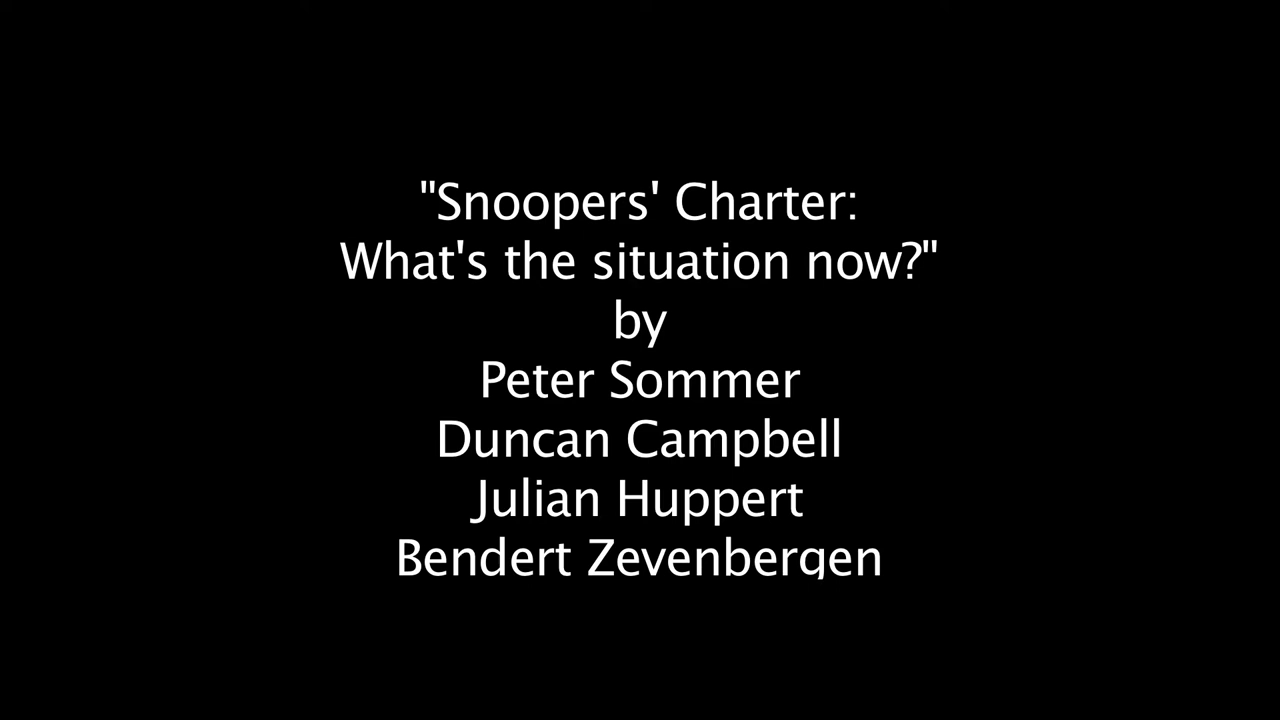 "Snoopers' Charter:
What's the situation now?"
by
Peter Sommer
Duncan Campbell
Julian Huppert
Bendert Zevenbergen